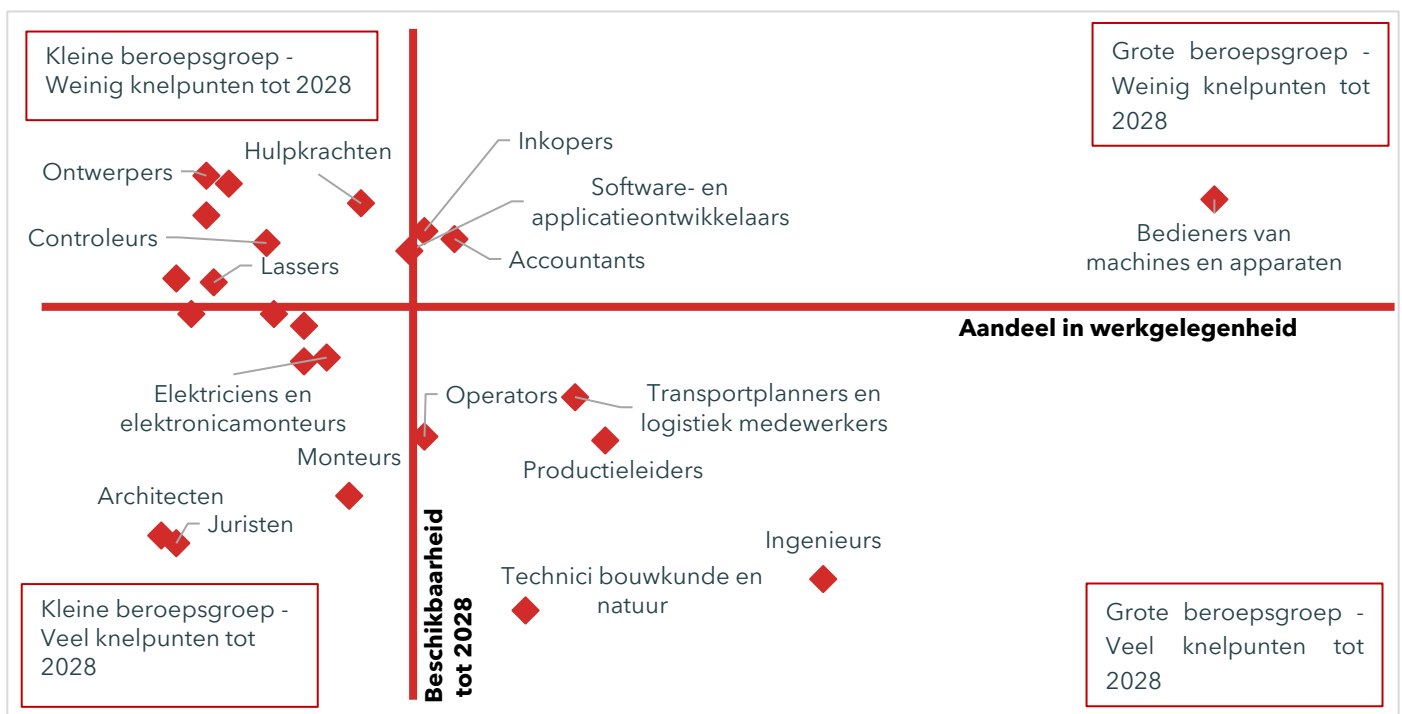 Kleine beroepsgroep -
Weinig knelpunten tot 2028
Grote beroepsgroep -
Weinig knelpunten tot
2028
Hulpkrachten
Inkopers
Ontwerpers
Software- en
applicatieontwikkelaars
Controleurs
Accountants
Lassers
Bedieners van
machines en apparaten
Aandeel in werkgelegenheid
Elektriciens en
elektronicamonteurs
Operators
Transportplanners en
logistiek medewerkers
Monteurs
Productieleiders
Architecten
Juristen
Beschikbaarheid
tot 2028
Ingenieurs
Technici bouwkunde en
natuur
Kleine beroepsgroep -
Veel knelpunten tot
2028
Grote beroepsgroep -
Veel knelpunten tot
2028